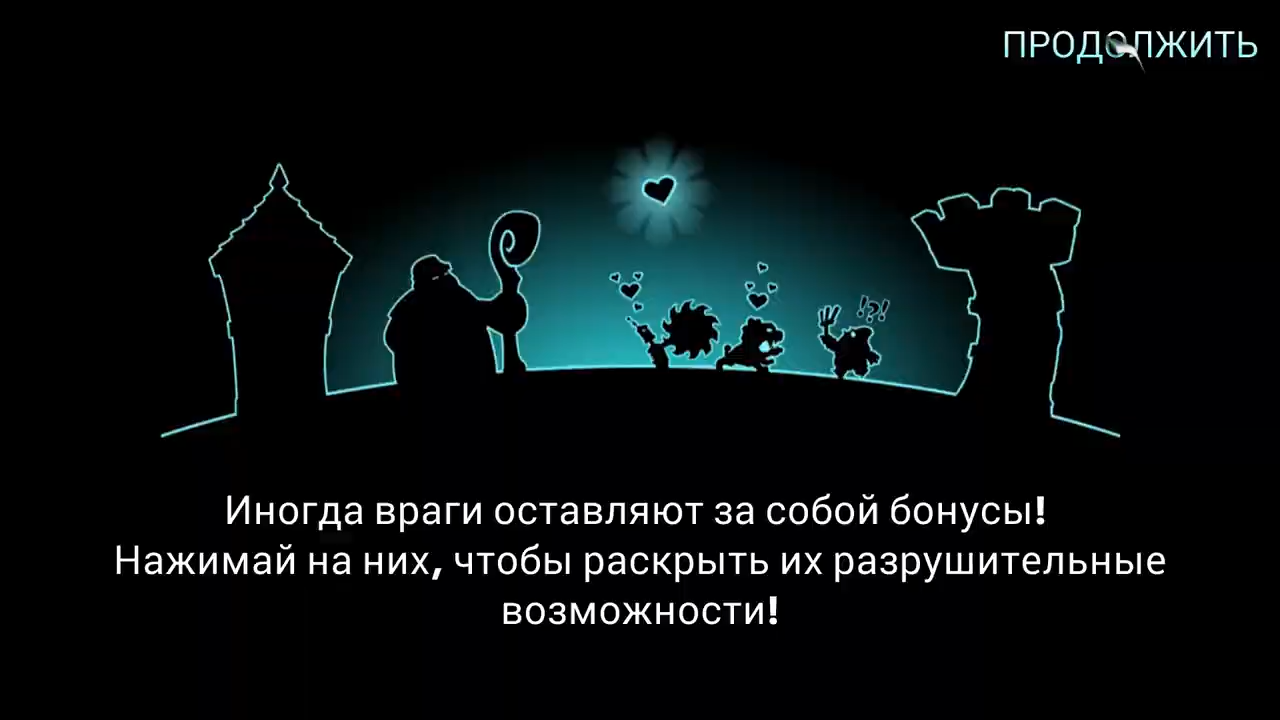 ПРОДОЛЖИТЬ
!?!
Иногда враги оставляют за собой бонусы!
Нажимай на них, чтобы раскрыть их разрушительные
возможности!